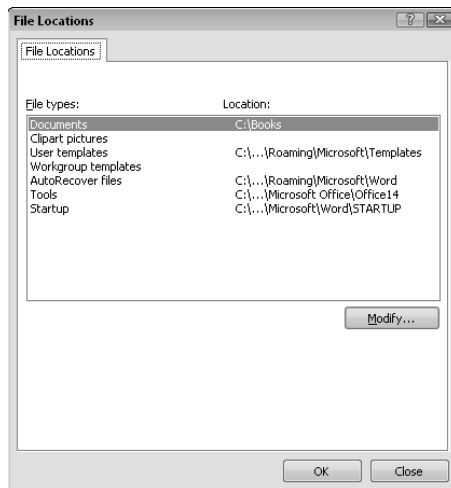 File Locations
File Locations
File types: Location:
Documents C:\Books
Clipart pictures
User templates C:\...\Roaming\Microsoft\Templates
Workgroup templates
AutoRecover files C:\...\Roaming\Microsoft\Word
Tools C:\...\Microsoft Office\Office14
Startup C:\...\Microsoft\Word\STARTUP
Modify...
OK Close